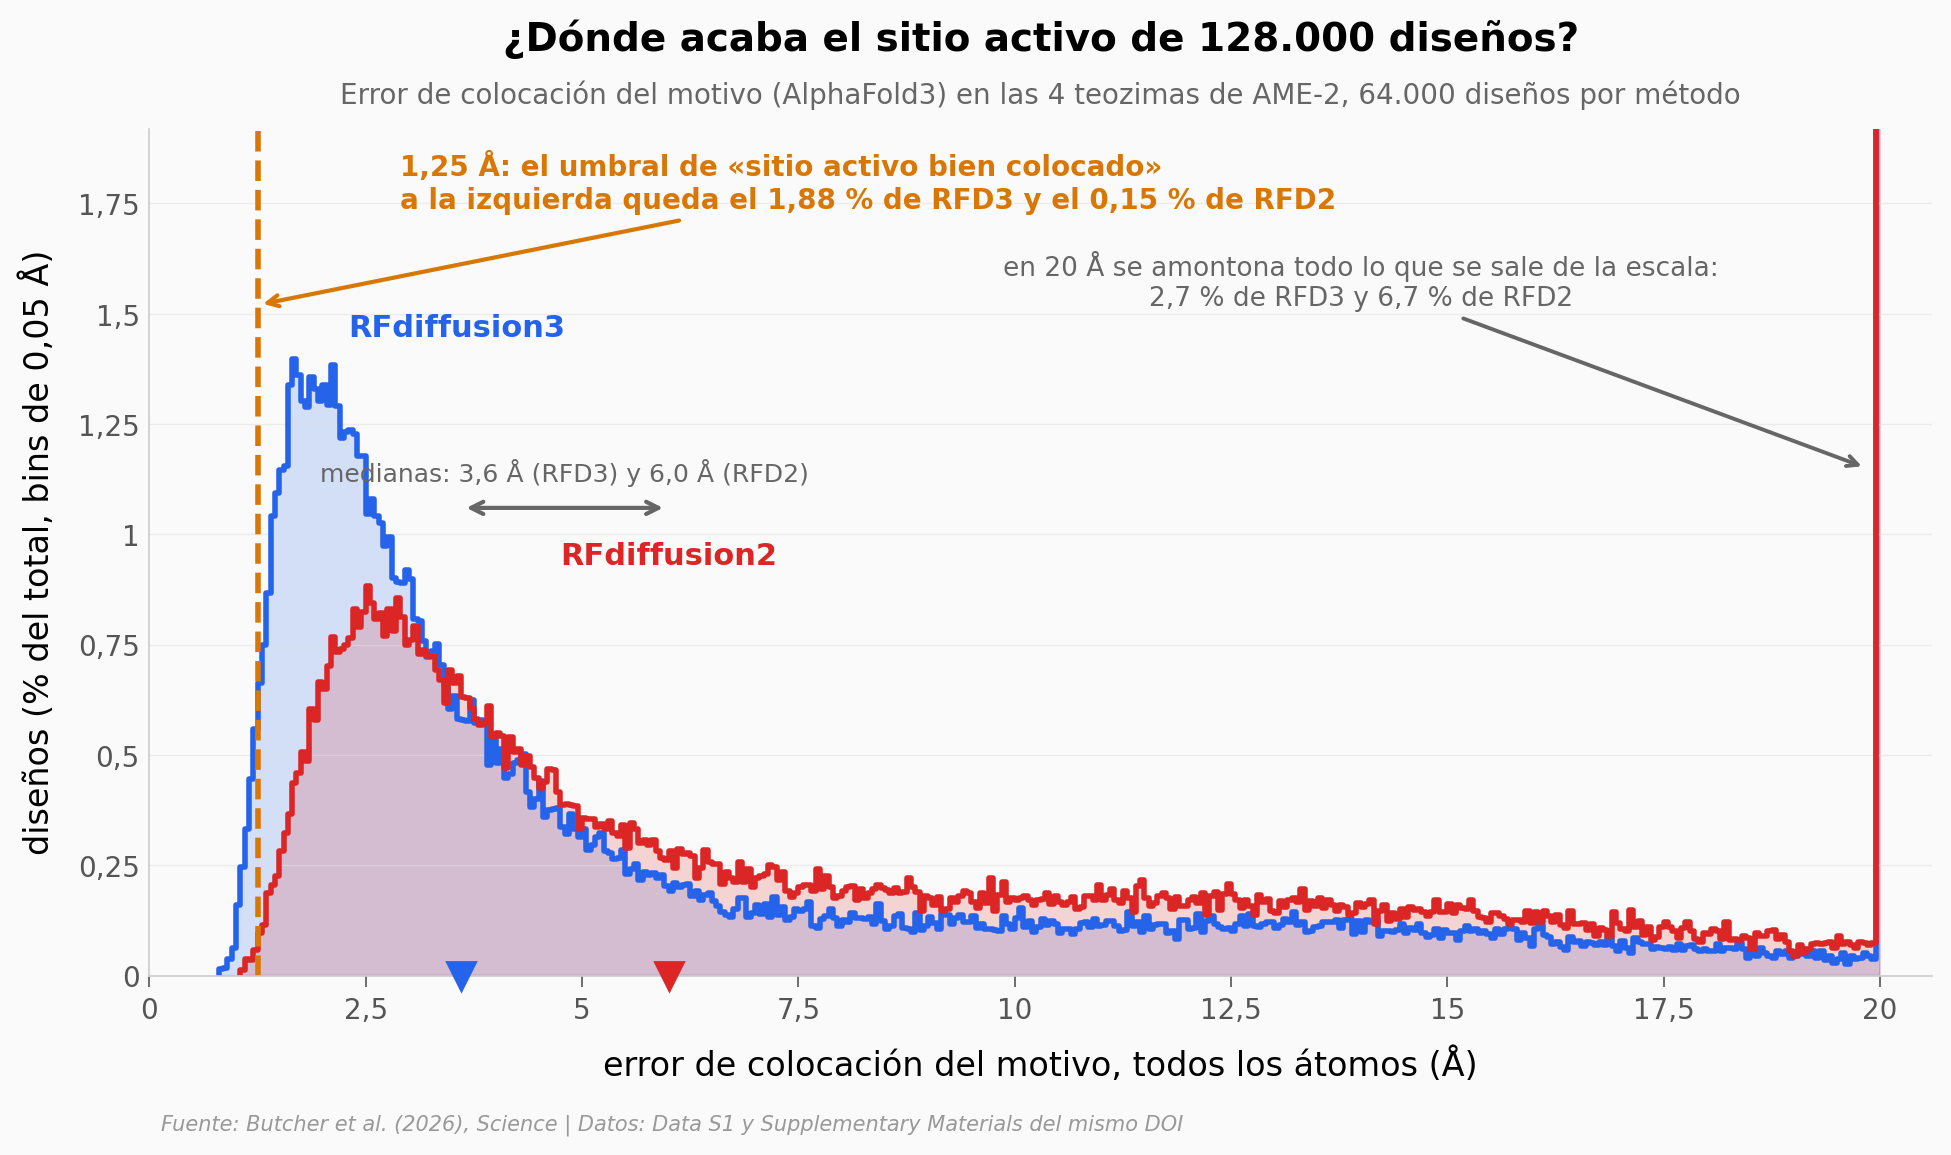 ¿Dónde acaba el sitio activo de 128.000 diseños?
Error de colocación del motivo (AlphaFold3) en las 4 teozimas de AME-2, 64.000 diseños por método
1,25 Å: el umbral de «sitio activo bien colocado»
a la izquierda queda el 1,88 % de RFD3 y el 0,15 % de RFD2
en 20 Å se amontona todo lo que se sale de la escala:
2,7 % de RFD3 y 6,7 % de RFD2
RFdiffusion3
medianas: 3,6 Å (RFD3) y 6,0 Å (RFD2)
RFdiffusion2
diseños (% del total, bins de 0,05 Å)
1,75
1,5
1,25
1
0,75
0,5
0,25
0
0 2,5 5 7,5 10 12,5 15 17,5 20
error de colocación del motivo, todos los átomos (Å)
Fuente: Butcher et al. (2026), Science | Datos: Data S1 y Supplementary Materials del mismo DOI